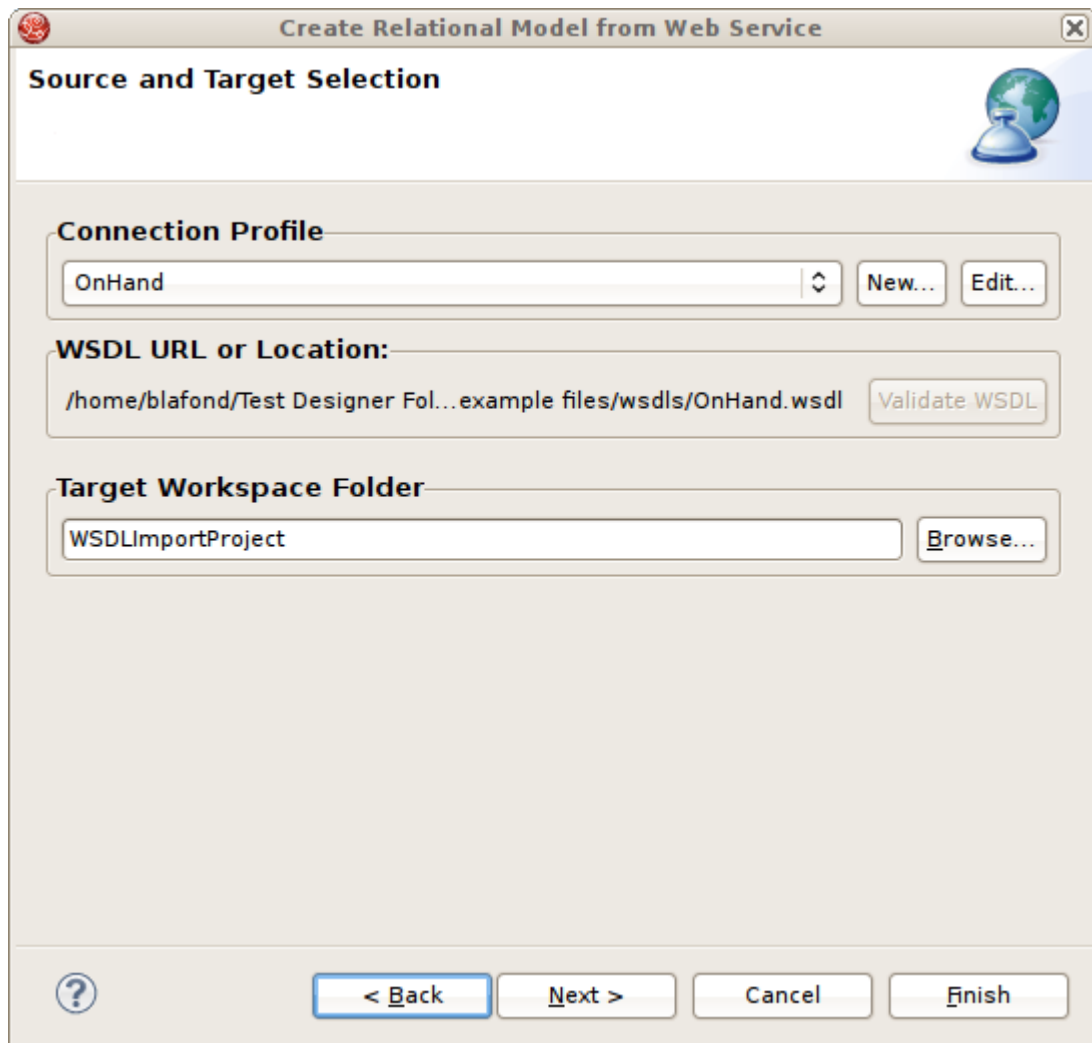 Create Relational Model from Web Service
Source and Target Selection
Connection Profile
OnHand
New...
Edit...
WSDL URL or Location:
/home/blafond/Test Designer Fol...example files/wsdls/OnHand.wsdl
Validate WSDL
Target Workspace Folder
WSDLImportProject
Browse...
?
< Back
Next >
Cancel
Finish